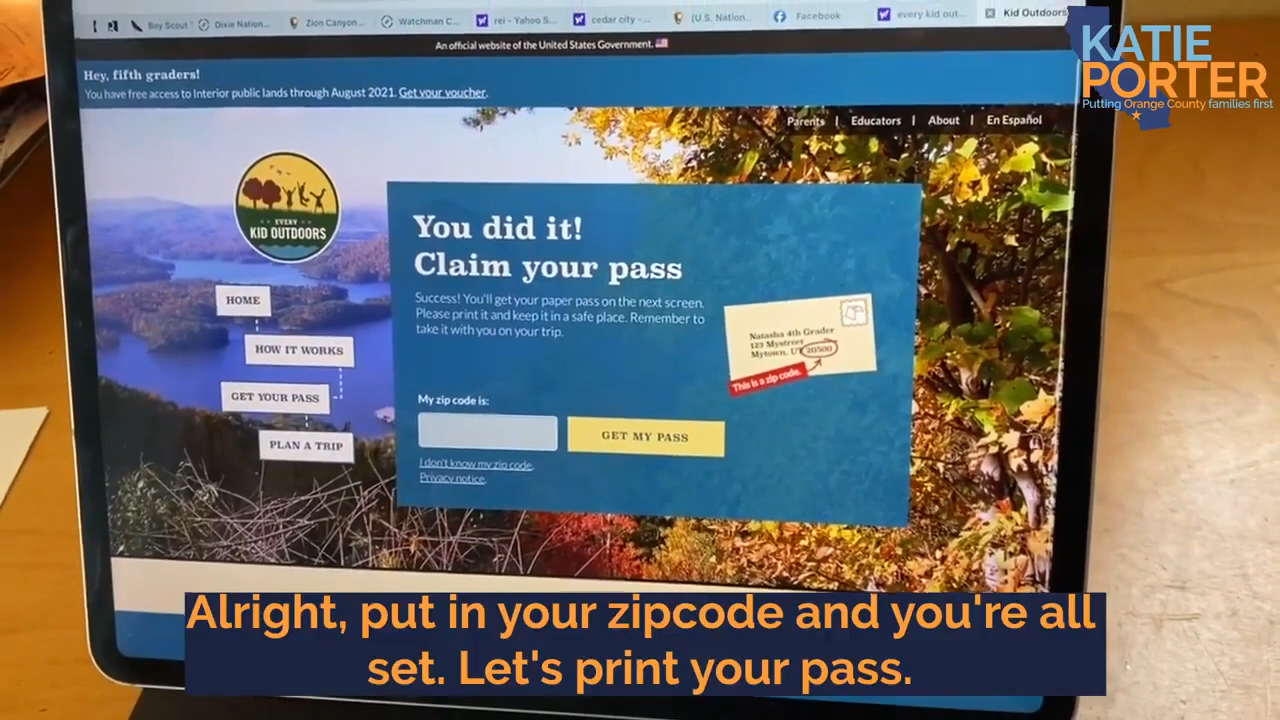 Boy Scout
Dixie Nation...
Zion Canyon...
Watchman C...
rei - Yahoo S...
cedar city -...
(U.S. Nation...
Facebook
every kid out...
Kid Outdoors
An official website of the United States Government.
KATIE
PORTER
Putting Orange County families first
Hey, fifth graders!
You have free access to Interior public lands through August 2021. Get your voucher.
Parents | Educators | About | En Español
EVERY
KID OUTDOORS
HOME
HOW IT WORKS
GET YOUR PASS
PLAN A TRIP
You did it!
Claim your pass
Success! You'll get your paper pass on the next screen.
Please print it and keep it in a safe place. Remember to
take it with you on your trip.
Natasha 4th Grader
123 Mystreet
Mytown, UT 20500
This is a zip code.
My zip code is:
GET MY PASS
I don't know my zip code.
Privacy notice.
Alright, put in your zipcode and you're all
set. Let's print your pass.